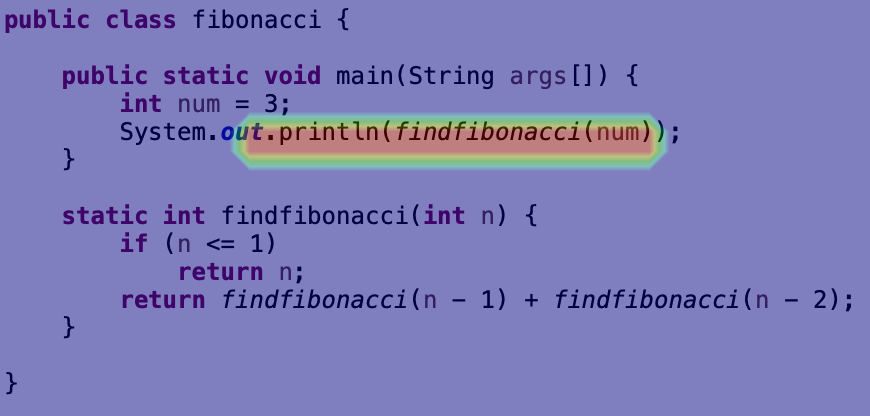 public class fibonacci {
public static void main(String args[]) {
int num = 3;
System.out.println(findfibonacci(num));
}
static int findfibonacci(int n) {
if (n <= 1)
return n;
return findfibonacci(n - 1) + findfibonacci(n - 2);
}
}